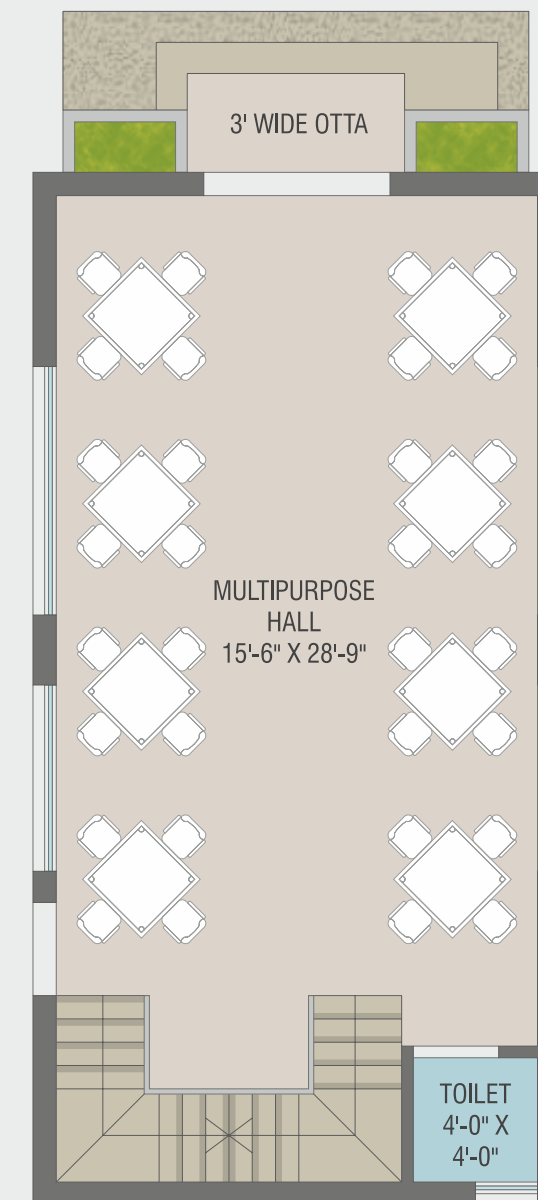 3' WIDE OTTA
MULTIPURPOSE
HALL
15'-6" X 28'-9"
TOILET
4'-0" X
4'-0"